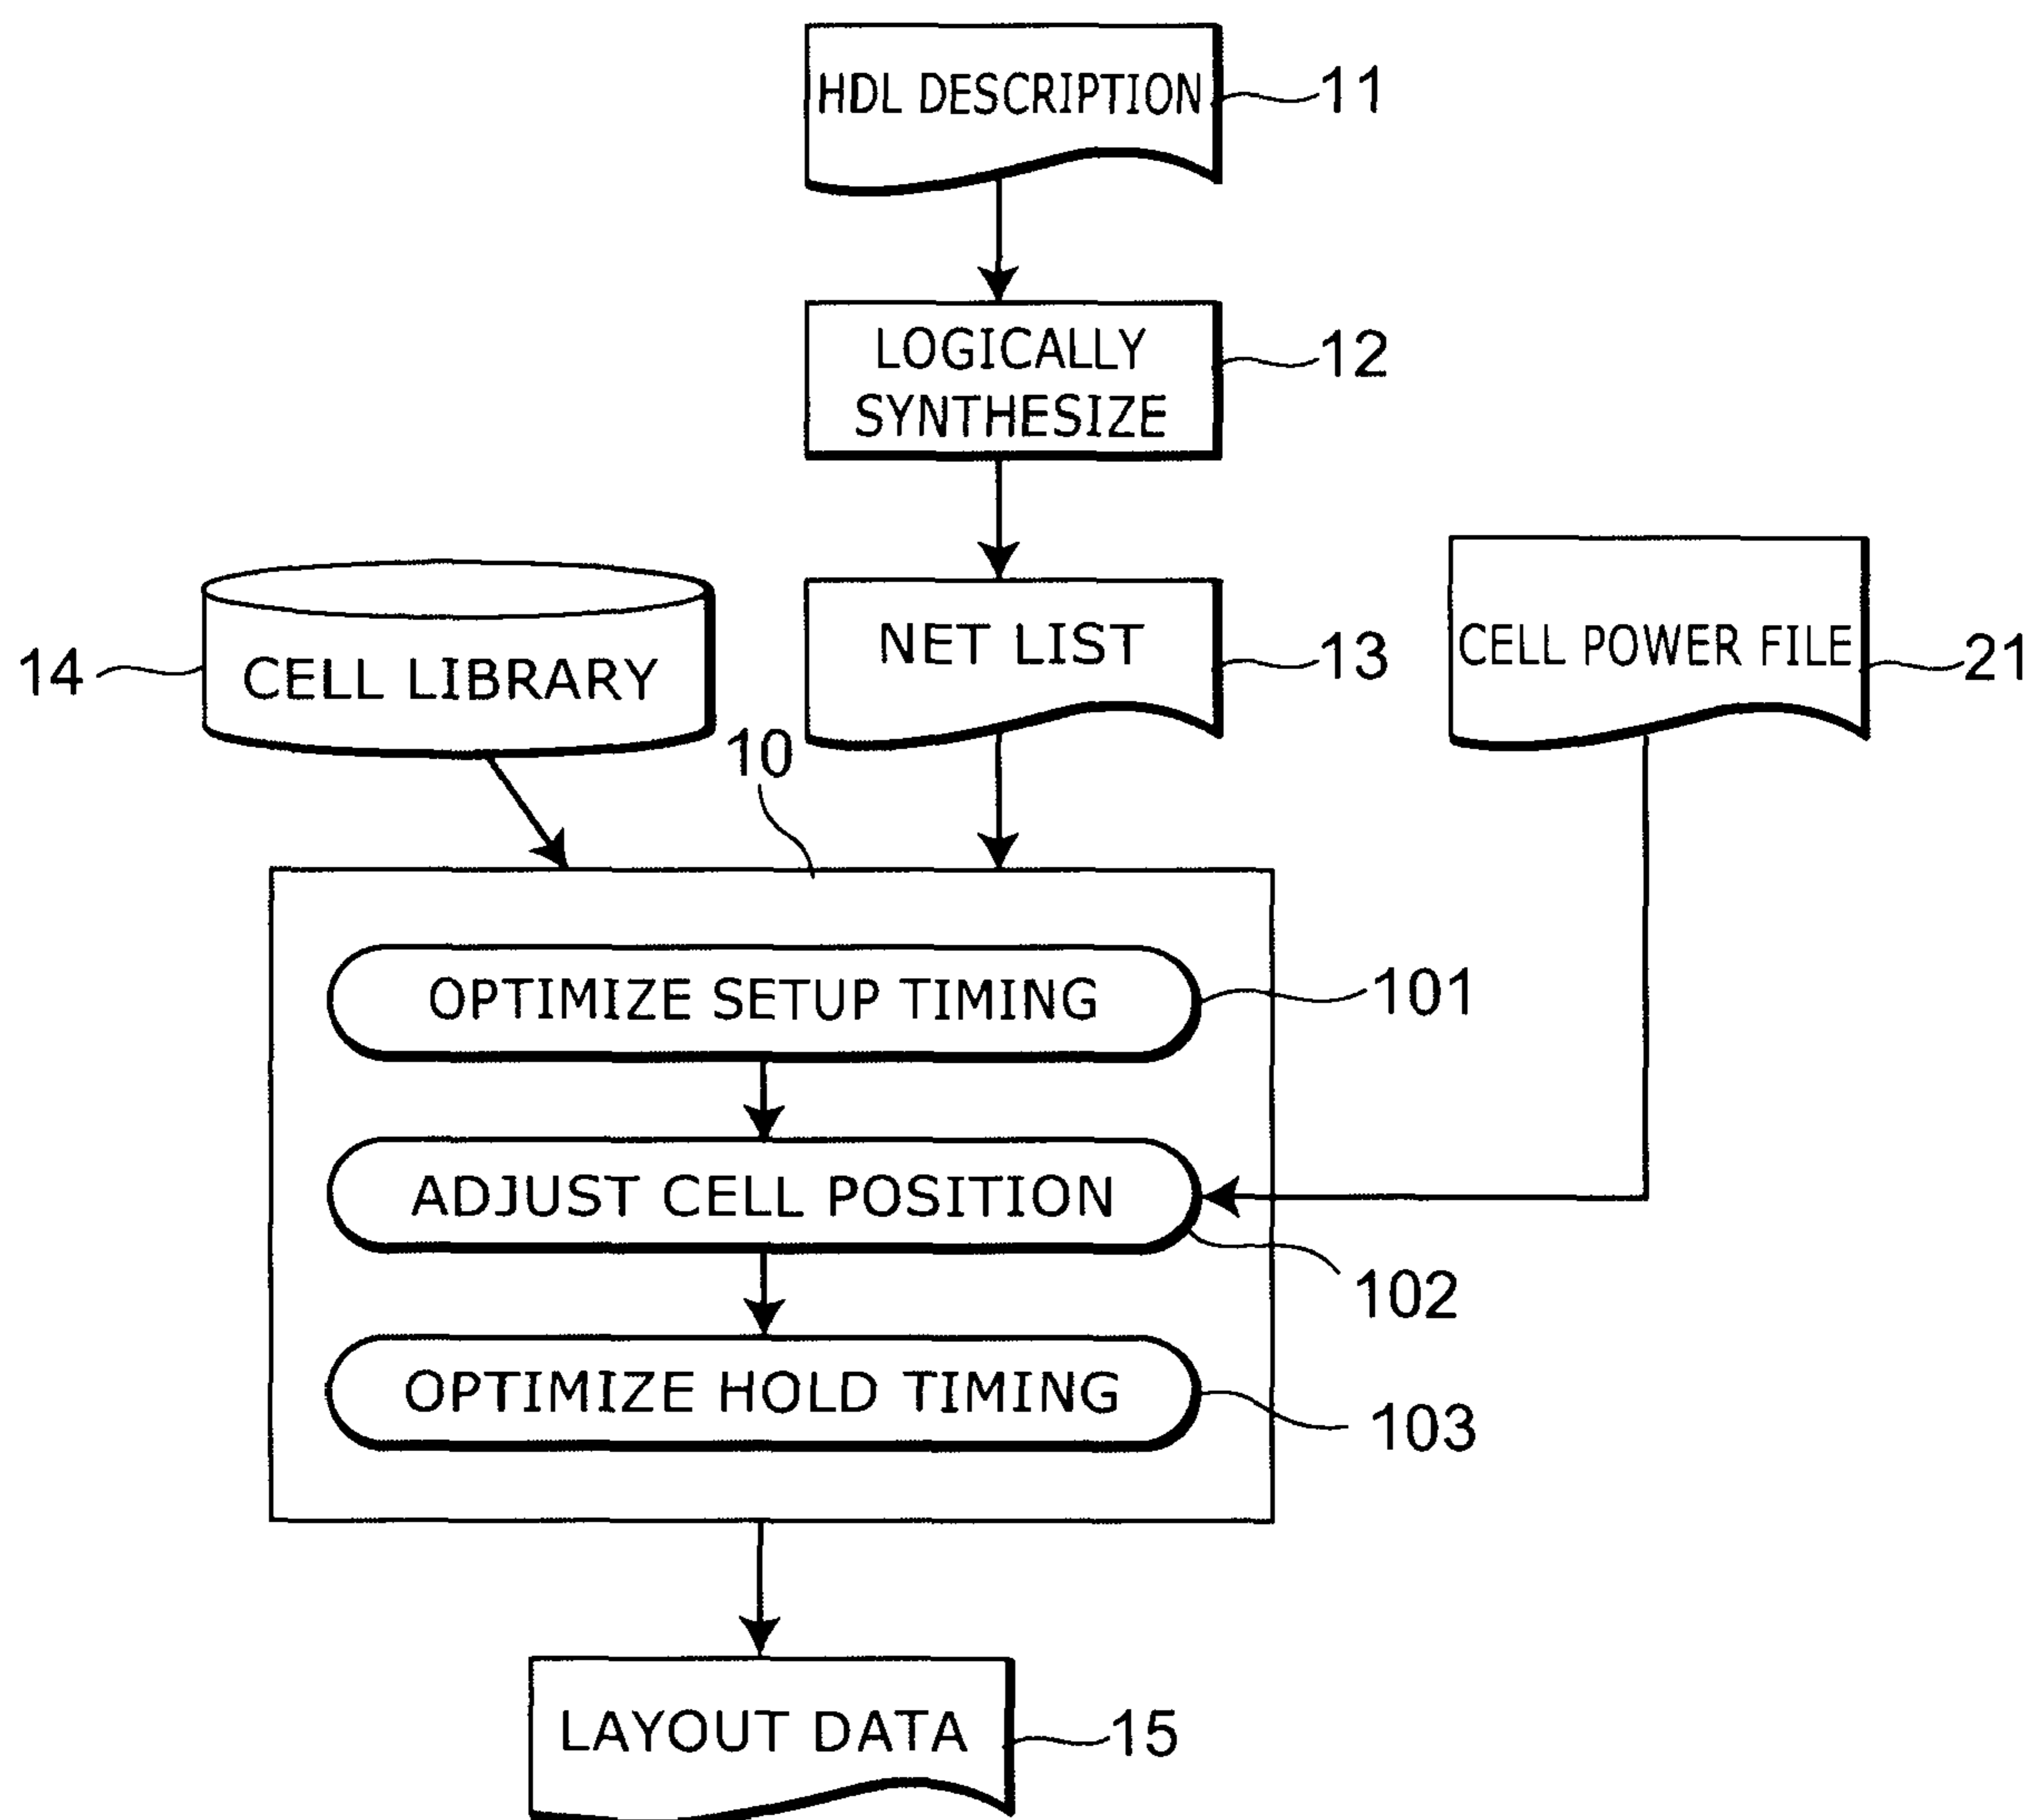 HDL DESCRIPTION
11
LOGICALLY
SYNTHESIZE
12
14
CELL LIBRARY
NET LIST
13
CELL POWER FILE
21
10
OPTIMIZE SETUP TIMING
101
ADJUST CELL POSITION
102
OPTIMIZE HOLD TIMING
103
LAYOUT DATA
15